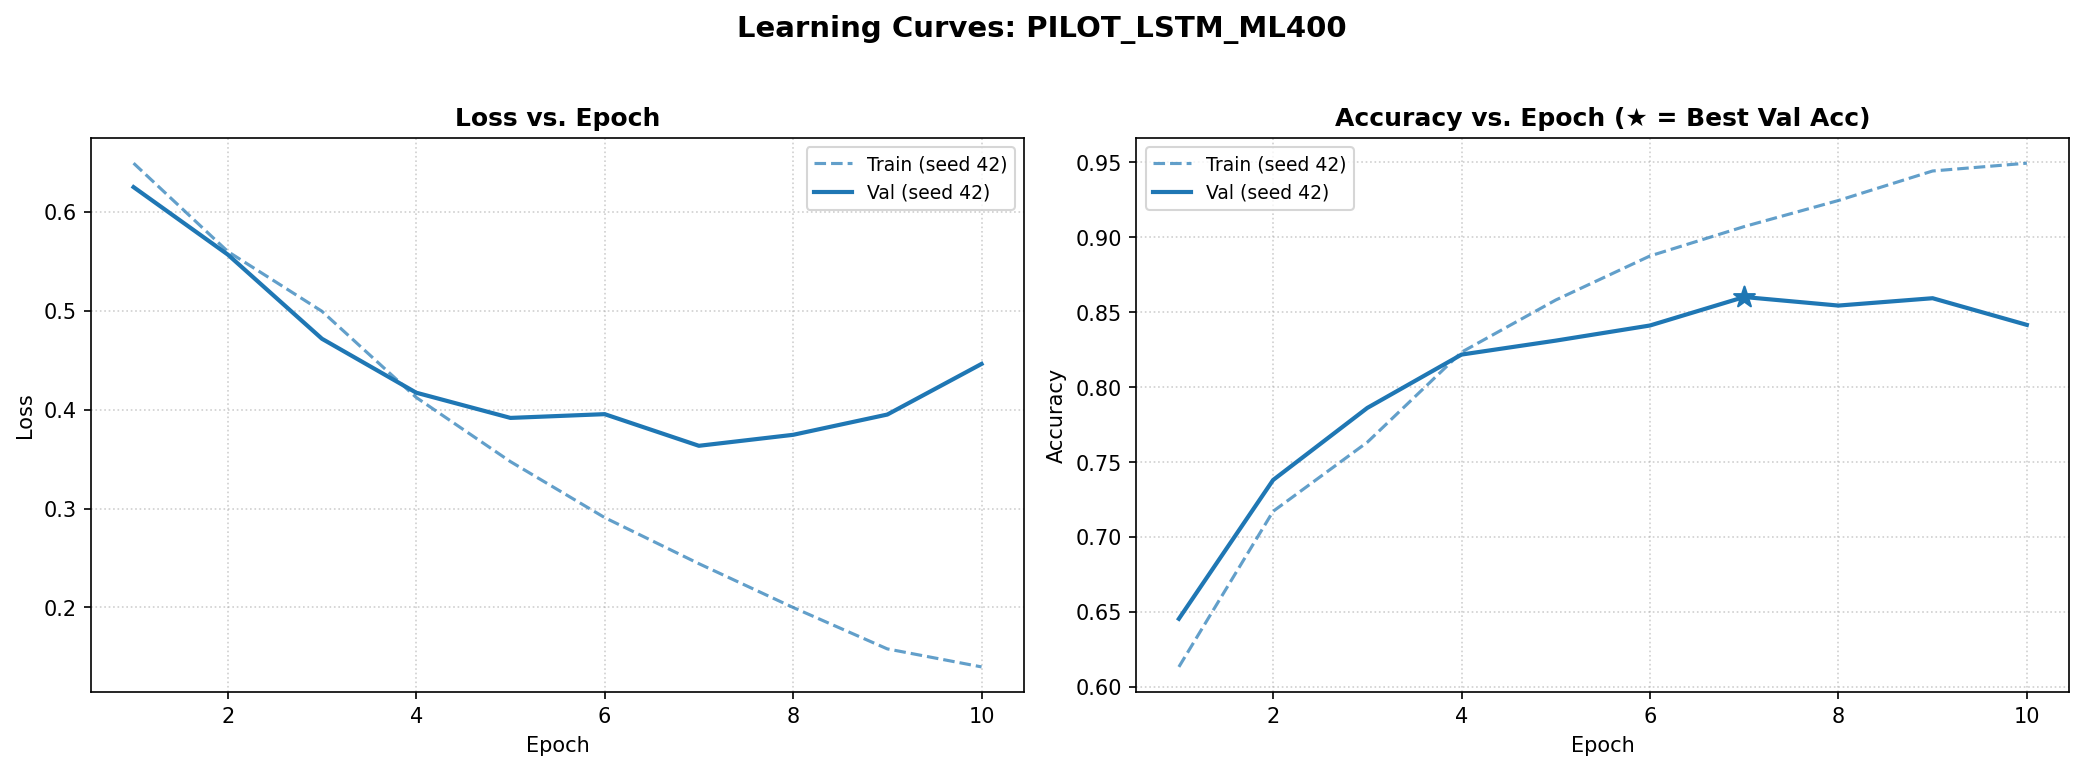 Learning Curves: PILOT_LSTM_ML400
Loss vs. Epoch
Train (seed 42)
Val (seed 42)
0.6
0.5
0.4
0.3
0.2
Loss
2 4 6 8 10
Epoch
Accuracy vs. Epoch (★ = Best Val Acc)
Train (seed 42)
Val (seed 42)
0.95
0.90
0.85
0.80
0.75
0.70
0.65
0.60
Accuracy
2 4 6 8 10
Epoch